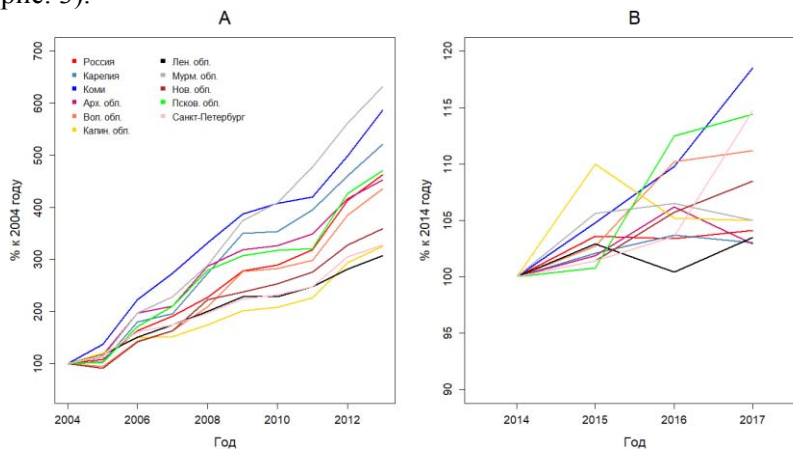 рис. 3).
A
B
% к 2004 году
700
600
500
400
300
200
100
Россия
Карелия
Коми
Арх. обл.
Вол. обл.
Калин. обл.
Лен. обл.
Мурм. обл.
Нов. обл.
Псков. обл.
Санкт-Петербург
2004
2006
2008
2010
2012
Год
% к 2014 году
120
115
110
105
100
95
90
2014
2015
2016
2017
Год